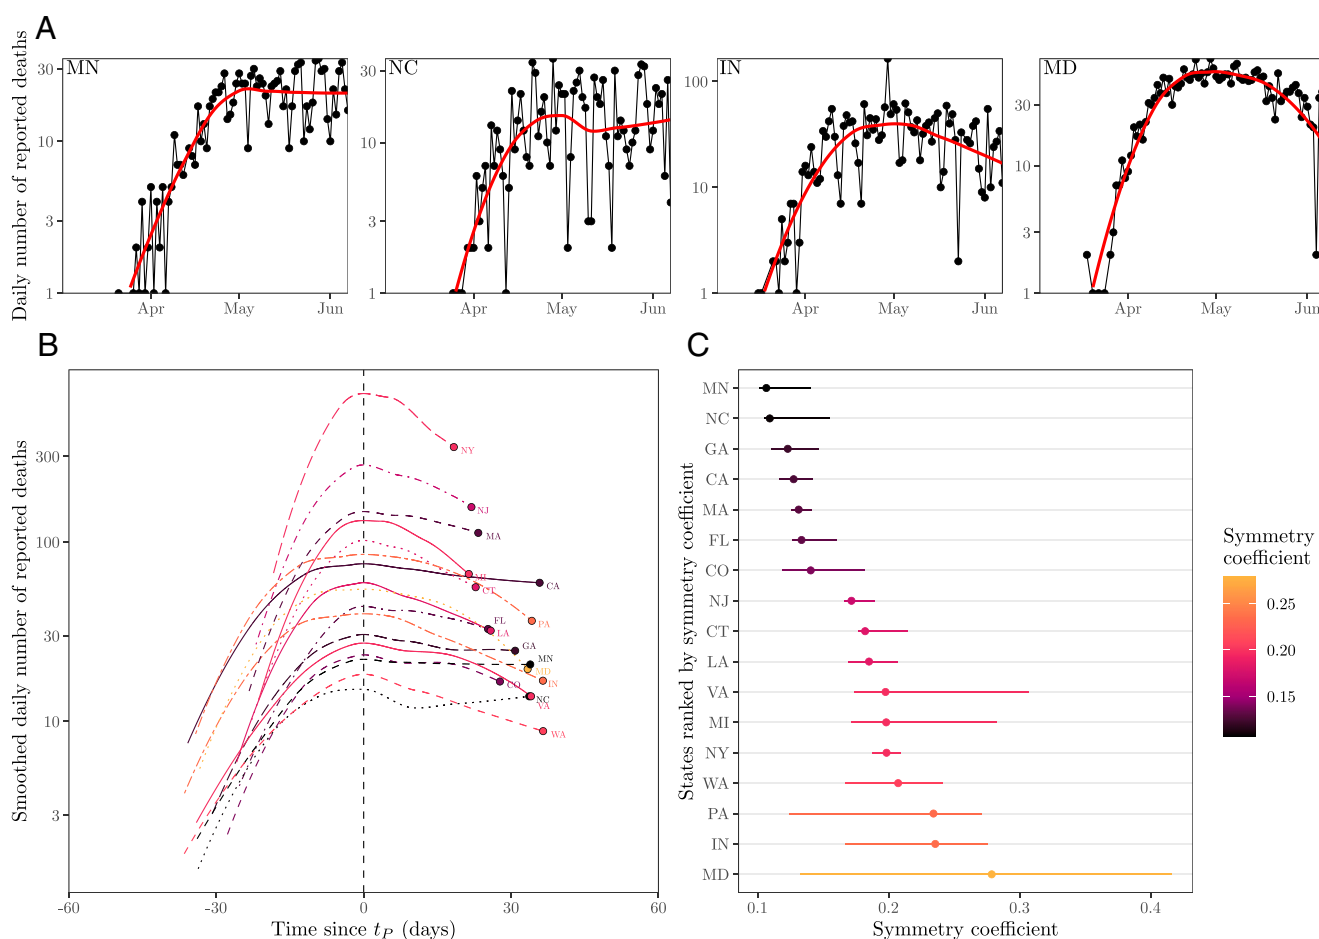 A
Daily number of reported deaths
MN
NC
IN
MD
30
10
3
1
30
10
3
1
100
10
1
30
10
3
1
Apr
May
Jun
Apr
May
Jun
Apr
May
Jun
Apr
May
Jun
B
Smoothed daily number of reported deaths
300
100
30
10
3
NY
NJ
MA
MI
CT
CA
PA
FL
LA
GA
MN
MD
IN
CO
NC
VA
WA
-60
-30
0
30
60
Time since tP (days)
C
States ranked by symmetry coefficient
MN
NC
GA
CA
MA
FL
CO
NJ
CT
LA
VA
MI
NY
WA
PA
IN
MD
0.1
0.2
0.3
0.4
Symmetry coefficient
Symmetry
coefficient
0.25
0.20
0.15